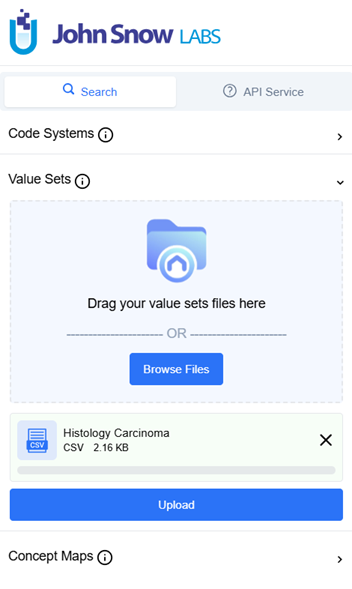 John Snow LABS
Search
API Service
Code Systems
Value Sets
Drag your value sets files here
OR
Browse Files
CSV
Histology Carcinoma
CSV 2.16 KB
Upload
Concept Maps